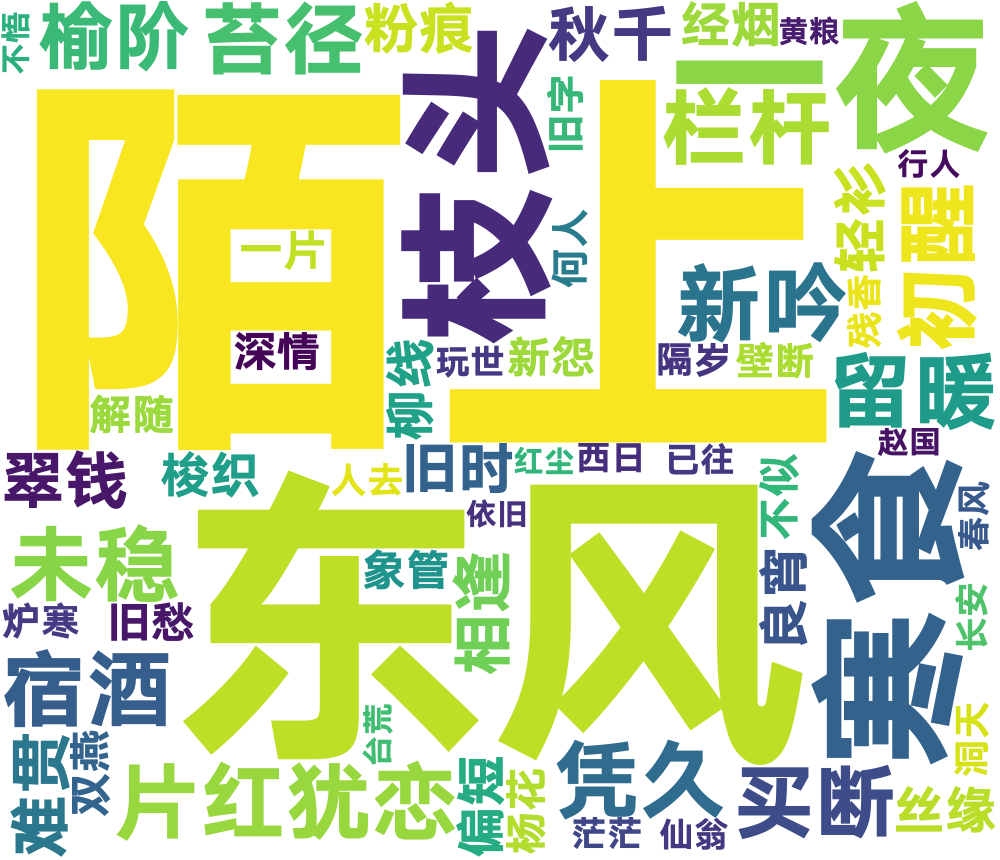 不悟
榆阶
苔径
粉痕
秋千
经烟
黄粮
夜
陌上
枝头
旧字
一
栏杆
行人
一片
何人
轻衫
初醒
深情
新吟
残香
解随
柳线
玩世
新怨
隔岁
壁断
留暖
翠钱
梭织
人去
旧时
红尘
西日
已往
赵国
依旧
不似
寒食
春风
未稳
东风
象管
相逢
良宵
长安
炉寒
旧愁
宿酒
台荒
洞天
难贯
双燕
片红
犹恋
偏短
杨花
凭久
茫茫
仙翁
买断
丝缘